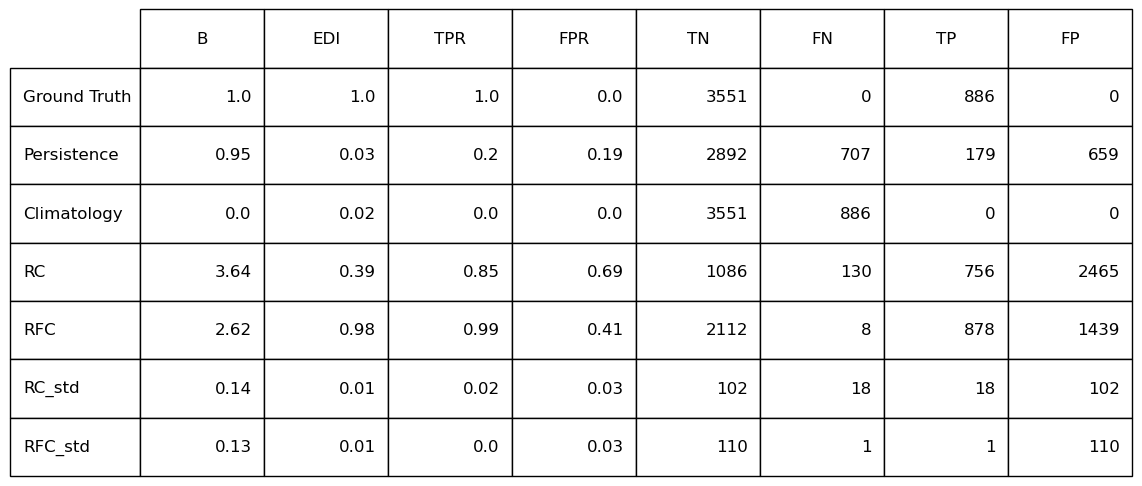 B EDI TPR FPR TN FN TP FP
Ground Truth 1.0 1.0 1.0 0.0 3551 0 886 0
Persistence 0.95 0.03 0.2 0.19 2892 707 179 659
Climatology 0.0 0.02 0.0 0.0 3551 886 0 0
RC 3.64 0.39 0.85 0.69 1086 130 756 2465
RFC 2.62 0.98 0.99 0.41 2112 8 878 1439
RC_std 0.14 0.01 0.02 0.03 102 18 18 102
RFC_std 0.13 0.01 0.0 0.03 110 1 1 110